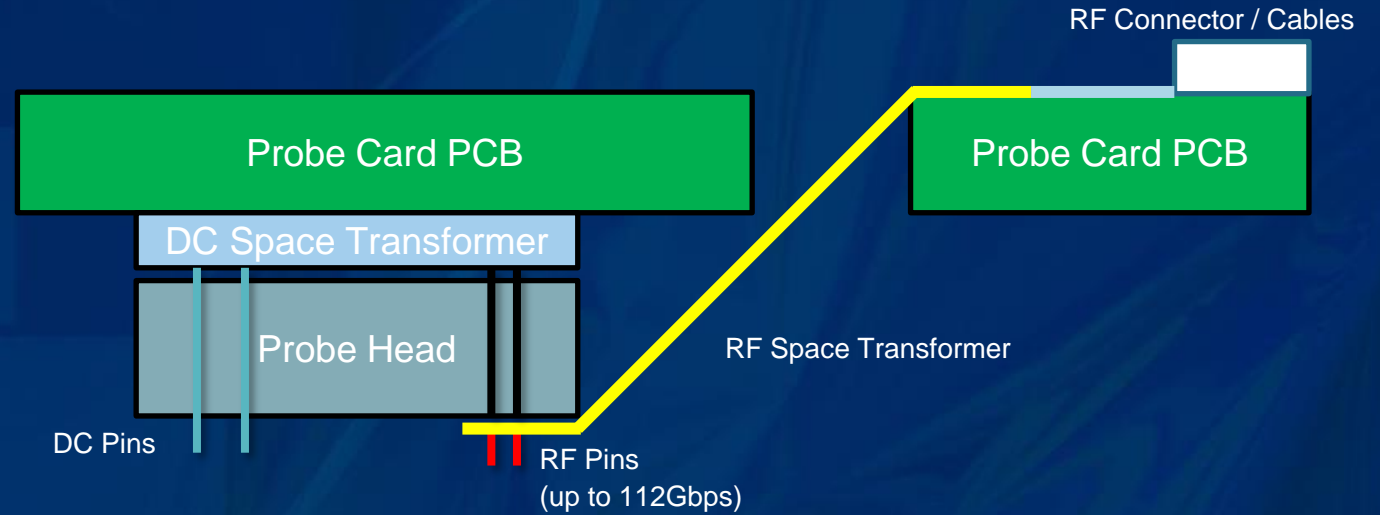 RF Connector / Cables
Probe Card PCB
Probe Card PCB
DC Space Transformer
Probe Head
RF Space Transformer
DC Pins
RF Pins
(up to 112Gbps)